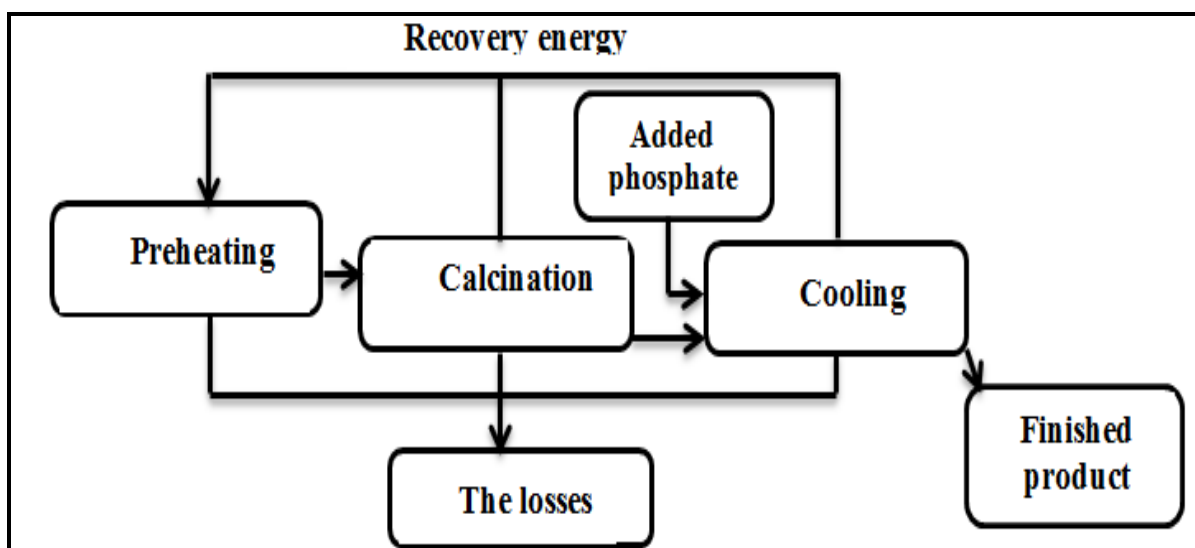 Recovery energy
Added
phosphate
Preheating
Calcination
Cooling
Finished
product
The losses